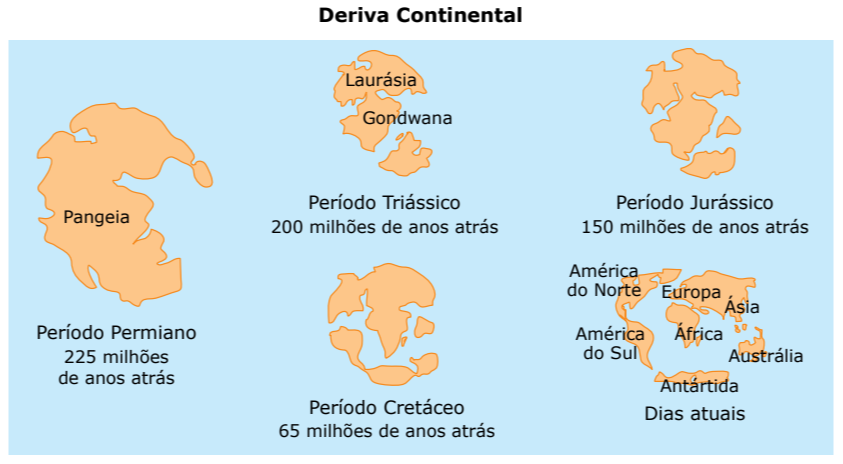 Deriva Continental
Pangeia
Período Permiano
225 milhões
de anos atrás
Laurásia
Gondwana
Período Triássico
200 milhões de anos atrás
Período Jurássico
150 milhões de anos atrás
Período Cretáceo
65 milhões de anos atrás
América
do Norte
Europa
Ásia
América
do Sul
África
Austrália
Antártida
Dias atuais